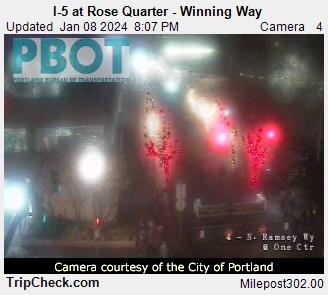 I-5 at Rose Quarter - Winning Way
Updated Jan 08 2024 8:07 PM Camera 4
PBOT
PORTLAND BUREAU OF TRANSPORTATION
4 - N. Ramsey Wy
@ One Ctr
Camera courtesy of the City of Portland
TripCheck.com Milepost302.00